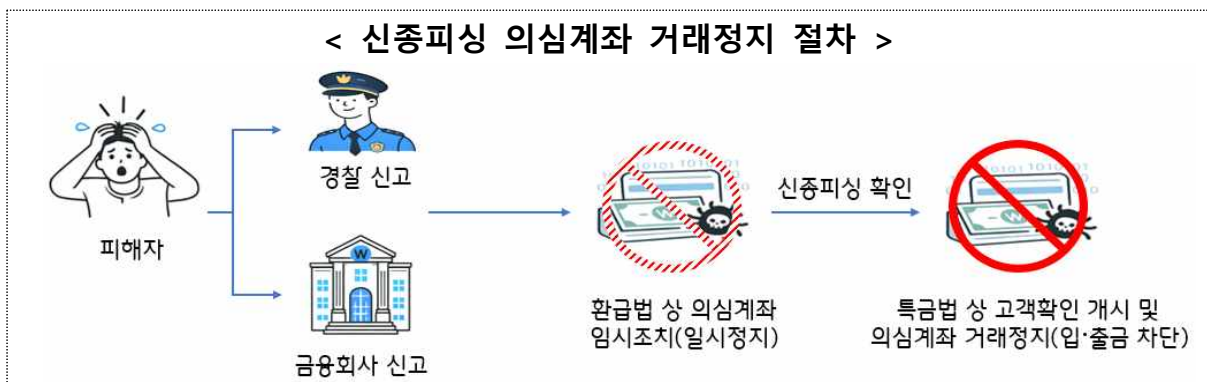 < 신종피싱 의심계좌 거래정지 절차 >
피해자
경찰 신고
금융회사 신고
환급법 상 의심계좌
임시조치(일시정지)
신종피싱 확인
특금법 상 고객확인 개시 및
의심계좌 거래정지(입·출금 차단)